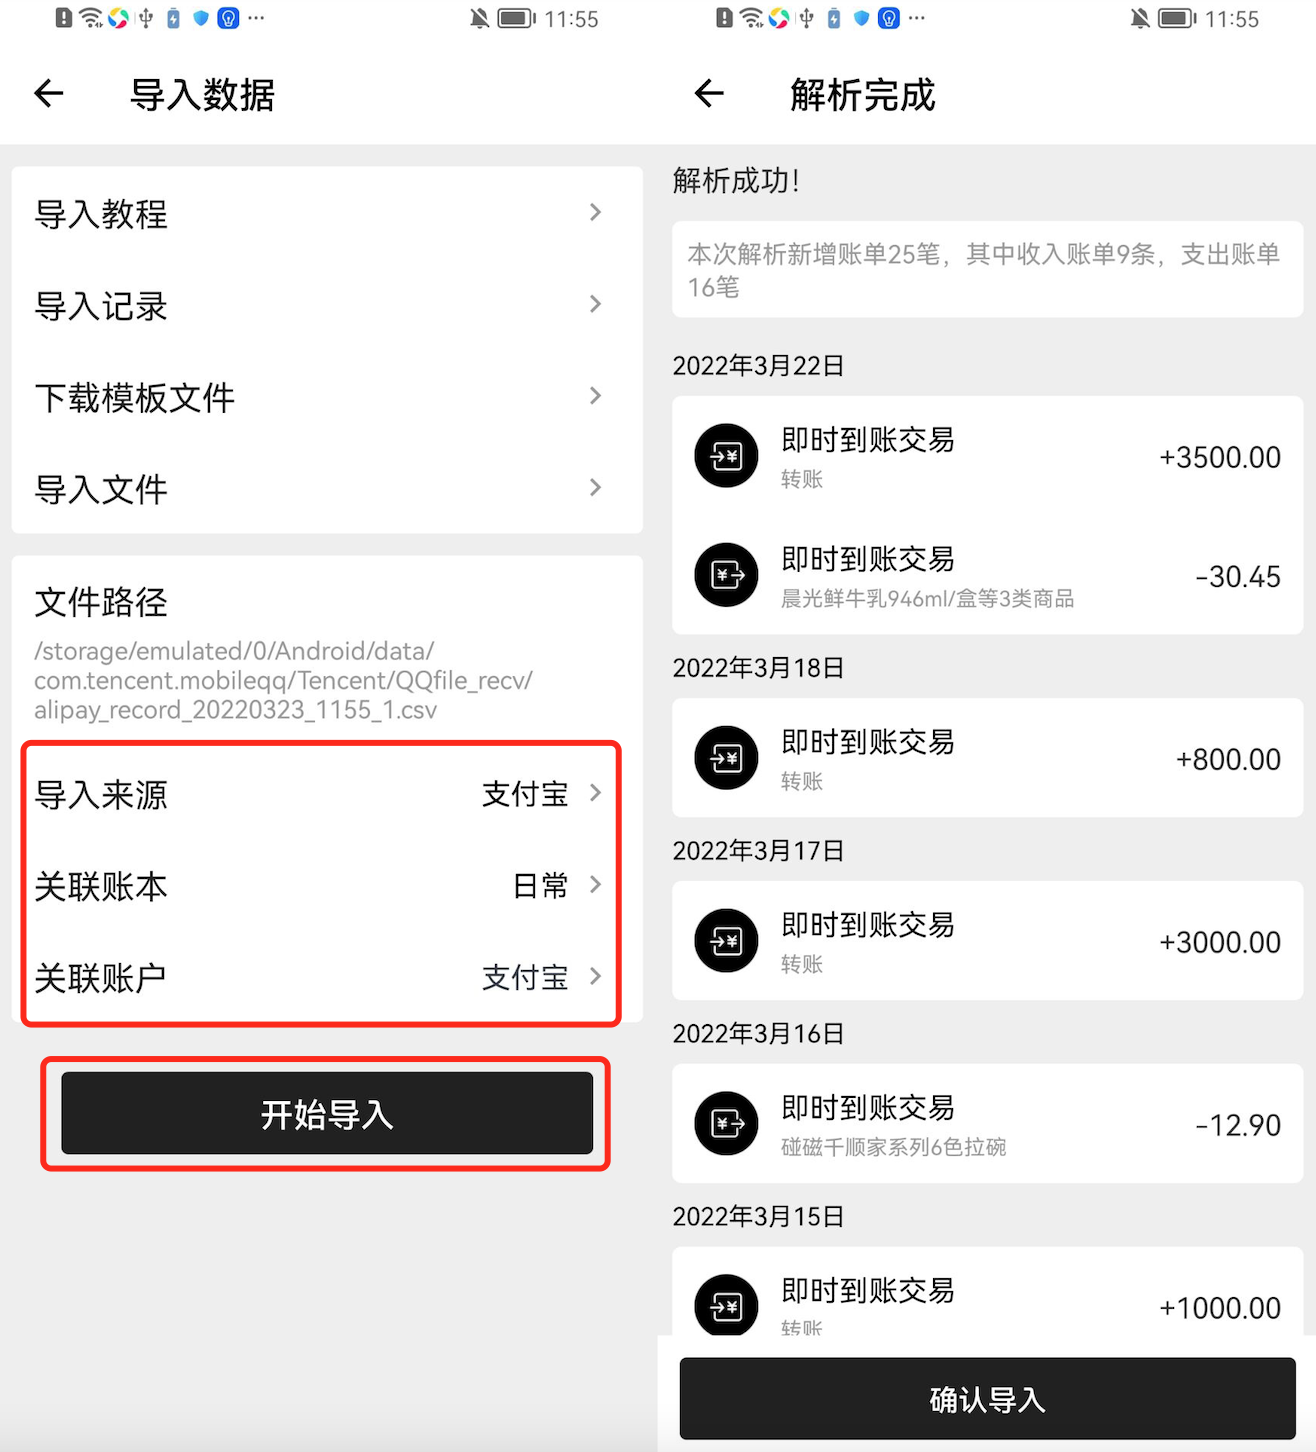 11:55
导入数据
导入教程
导入记录
下载模板文件
导入文件
文件路径
/storage/emulated/0/Android/data/
com.tencent.mobileqq/Tencent/QQfile_recv/
alipay_record_20220323_1155_1.csv
导入来源 支付宝
关联账本 日常
关联账户 支付宝
开始导入
11:55
解析完成
解析成功!
本次解析新增账单25笔，其中收入账单9条，支出账单
16笔
2022年3月22日
即时到账交易 +3500.00
转账
即时到账交易 -30.45
晨光鲜牛乳946ml/盒等3类商品
2022年3月18日
即时到账交易 +800.00
转账
2022年3月17日
即时到账交易 +3000.00
转账
2022年3月16日
即时到账交易 -12.90
碰磁千顺家系列6色拉碗
2022年3月15日
即时到账交易 +1000.00
转账
确认导入